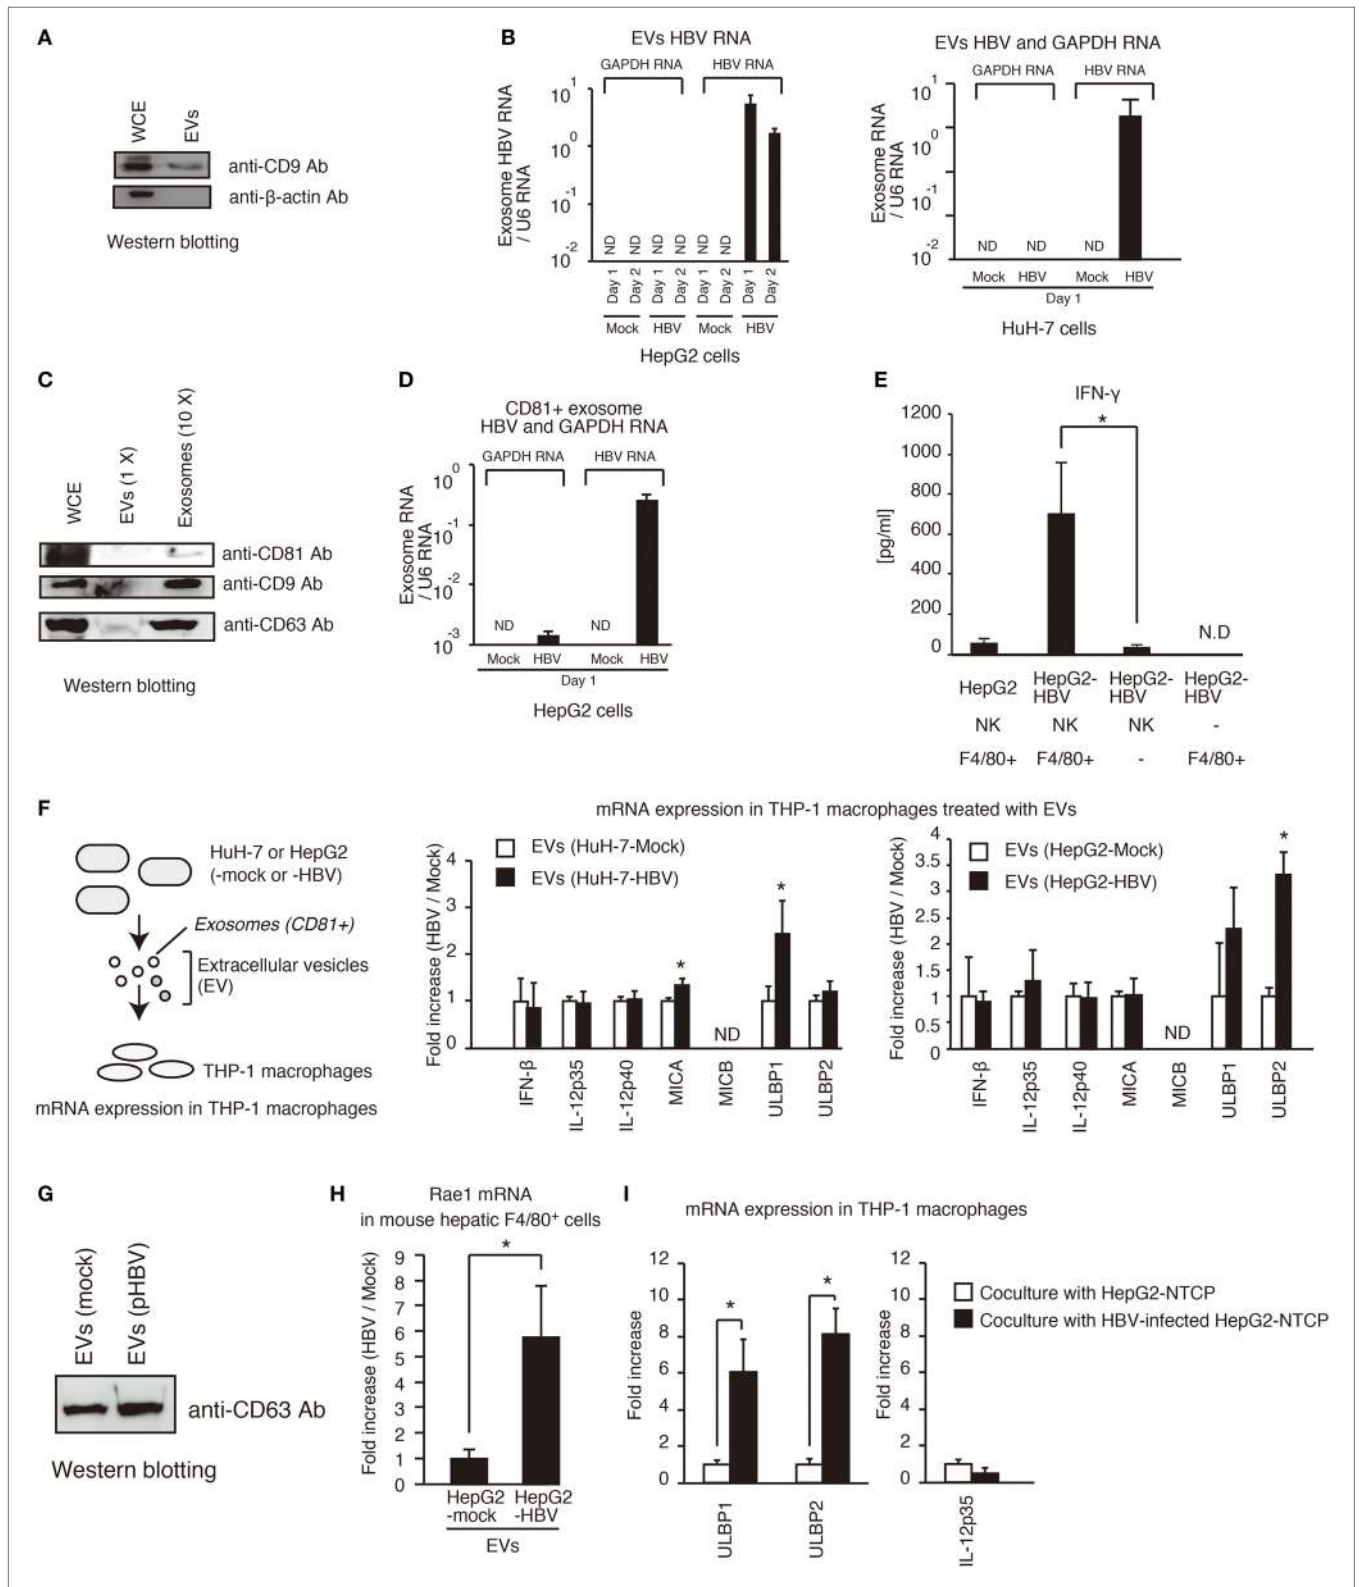 A
WCE
EVs
anti-CD9 Ab
anti-β-actin Ab
Western blotting
B
EVs HBV RNA
GAPDH RNA
HBV RNA
Exosome HBV RNA
/ U6 RNA
10^1
10^0
10^-1
10^-2
ND ND ND ND ND ND
Day 1 Day 2 Day 1 Day 2 Day 1 Day 2 Day 1 Day 2
Mock HBV Mock HBV
HepG2 cells
EVs HBV and GAPDH RNA
GAPDH RNA
HBV RNA
Exosome RNA
/ U6 RNA
10^1
10^0
10^-1
10^-2
ND ND ND
Mock HBV Mock HBV
Day 1
HuH-7 cells
C
WCE
EVs (1 X)
Exosomes (10 X)
anti-CD81 Ab
anti-CD9 Ab
anti-CD63 Ab
Western blotting
D
CD81+ exosome
HBV and GAPDH RNA
GAPDH RNA HBV RNA
Exosome RNA
/ U6 RNA
10^0
10^-1
10^-2
10^-3
ND ND
Mock HBV Mock HBV
Day 1
HepG2 cells
E
IFN-γ
[pg/ml]
1200
1000
800
600
400
200
0
*
N.D
HepG2 HepG2-HBV HepG2-HBV HepG2-HBV
NK NK NK -
F4/80+ F4/80+ - F4/80+
F
HuH-7 or HepG2
(-mock or -HBV)
Exosomes (CD81+)
Extracellular vesicles
(EV)
THP-1 macrophages
mRNA expression in THP-1 macrophages
mRNA expression in THP-1 macrophages treated with EVs
Fold increase (HBV / Mock)
4
3
2
1
0
EVs (HuH-7-Mock)
EVs (HuH-7-HBV)
* *
ND
IFN-β IL-12p35 IL-12p40 MICA MICB ULBP1 ULBP2
Fold increase (HBV / Mock)
4
3.5
3
2.5
2
1.5
1
0.5
0
EVs (HepG2-Mock)
EVs (HepG2-HBV)
*
ND
IFN-β IL-12p35 IL-12p40 MICA MICB ULBP1 ULBP2
G
EVs (mock)
EVs (pHBV)
anti-CD63 Ab
Western blotting
H
Rae1 mRNA
in mouse hepatic F4/80+ cells
Fold increase (HBV / Mock)
9
8
7
6
5
4
3
2
1
0
*
HepG2 HepG2
-mock -HBV
EVs
I
mRNA expression in THP-1 macrophages
Fold increase
12
10
8
6
4
2
0
* *
ULBP1 ULBP2
Fold increase
12
10
8
6
4
2
0
Coculture with HepG2-NTCP
Coculture with HBV-infected HepG2-NTCP
IL-12p35